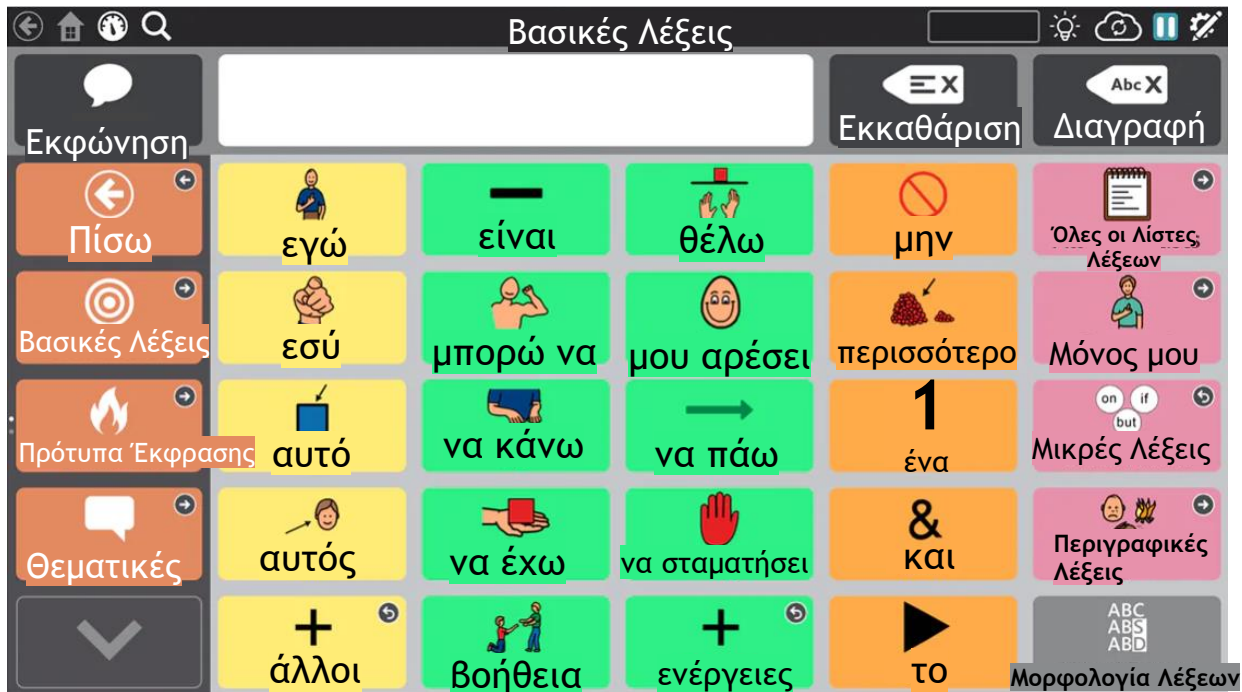 Βασικές Λέξεις
Abc X
Εκφώνηση
Εκκαθάριση
Διαγραφή
Πίσω
εγώ
είναι
θέλω
μην
Όλες οι Λίστες
Λέξεων
Βασικές Λέξεις
εσύ
μπορώ να
μου αρέσει
περισσότερο
Μόνος μου
Πρότυπα Έκφρασης
αυτό
να κάνω
να πάω
1
ένα
on if
but
Μικρές Λέξεις
Θεματικές
αυτός
να έχω
να σταματήσει
&
και
Περιγραφικές
Λέξεις
+
άλλοι
βοήθεια
+
ενέργειες
το
ABC
ABS
ABD
Μορφολογία Λέξεων